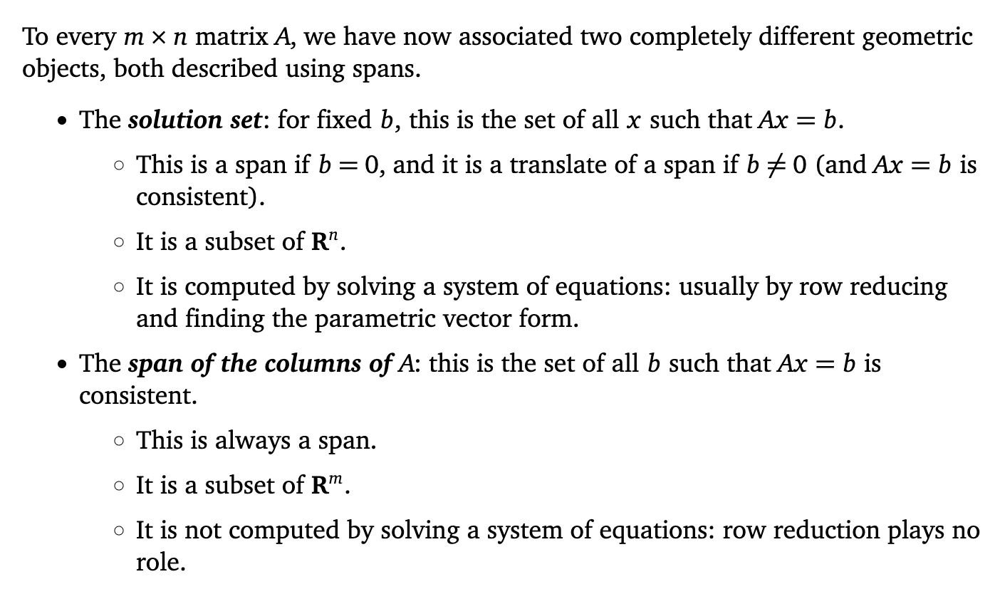 To every m × n matrix A, we have now associated two completely different geometric
objects, both described using spans.
• The solution set: for fixed b, this is the set of all x such that Ax = b.
◦ This is a span if b = 0, and it is a translate of a span if b ≠ 0 (and Ax = b is
consistent).
◦ It is a subset of Rⁿ.
◦ It is computed by solving a system of equations: usually by row reducing
and finding the parametric vector form.
• The span of the columns of A: this is the set of all b such that Ax = b is
consistent.
◦ This is always a span.
◦ It is a subset of Rᵐ.
◦ It is not computed by solving a system of equations: row reduction plays no
role.